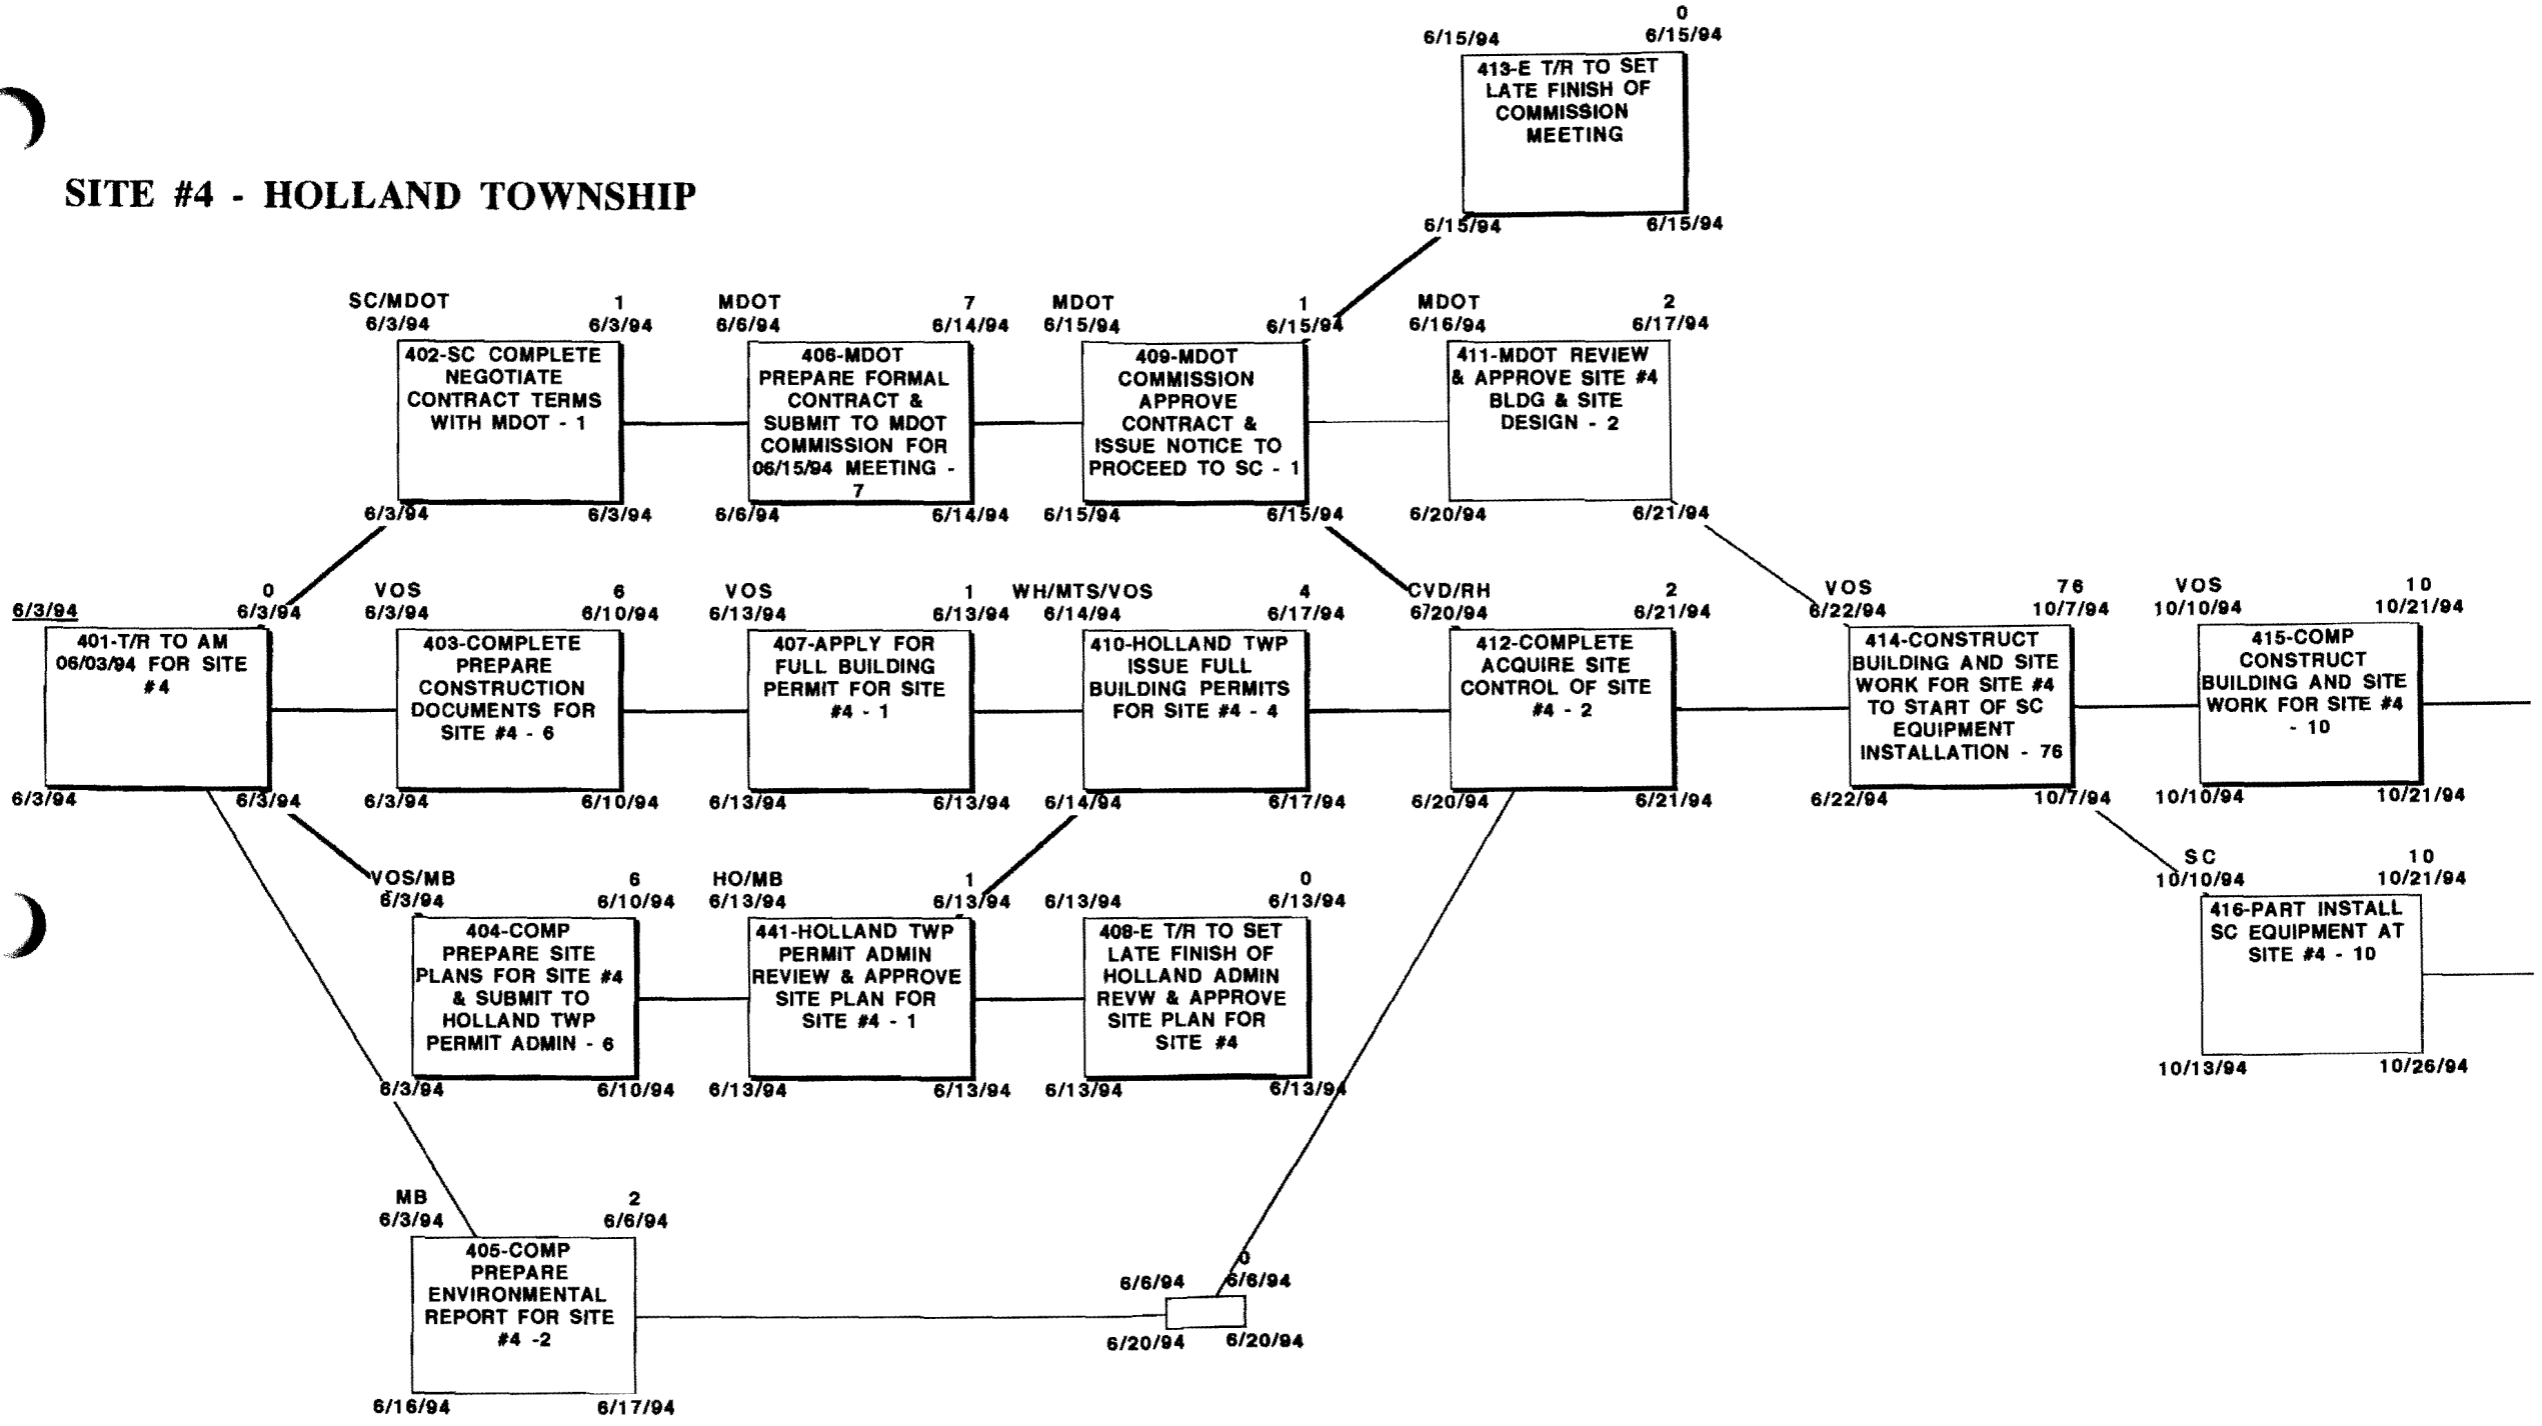 0
6/15/94 6/15/94
413-E T/R TO SET
LATE FINISH OF
COMMISSION
MEETING
6/15/94 6/15/94
SITE #4 - HOLLAND TOWNSHIP
SC/MDOT 1
6/3/94 6/3/94
402-SC COMPLETE
NEGOTIATE
CONTRACT TERMS
WITH MDOT - 1
6/3/94 6/3/94
MDOT 7
6/6/94 6/14/94
406-MDOT
PREPARE FORMAL
CONTRACT &
SUBMIT TO MDOT
COMMISSION FOR
06/15/94 MEETING -
7
6/6/94 6/14/94
MDOT 1
6/15/94 6/15/94
409-MDOT
COMMISSION
APPROVE
CONTRACT &
ISSUE NOTICE TO
PROCEED TO SC - 1
6/15/94 6/15/94
MDOT 2
6/16/94 6/17/94
411-MDOT REVIEW
& APPROVE SITE #4
BLDG & SITE
DESIGN - 2
6/20/94 6/21/94
0
6/3/94 6/3/94
401-T/R TO AM
06/03/94 FOR SITE
#4
6/3/94 6/3/94
VOS 6
6/3/94 6/10/94
403-COMPLETE
PREPARE
CONSTRUCTION
DOCUMENTS FOR
SITE #4 - 6
6/3/94 6/10/94
VOS 1
6/13/94 6/13/94
407-APPLY FOR
FULL BUILDING
PERMIT FOR SITE
#4 - 1
6/13/94 6/13/94
WH/MTS/VOS 4
6/14/94 6/17/94
410-HOLLAND TWP
ISSUE FULL
BUILDING PERMITS
FOR SITE #4 - 4
6/14/94 6/17/94
CVD/RH 2
6/20/94 6/21/94
412-COMPLETE
ACQUIRE SITE
CONTROL OF SITE
#4 - 2
6/20/94 6/21/94
VOS 76
6/22/94 10/7/94
414-CONSTRUCT
BUILDING AND SITE
WORK FOR SITE #4
TO START OF SC
EQUIPMENT
INSTALLATION - 76
6/22/94 10/7/94
VOS 10
10/10/94 10/21/94
415-COMP
CONSTRUCT
BUILDING AND SITE
WORK FOR SITE #4
- 10
10/10/94 10/21/94
VOS/MB 6
6/3/94 6/10/94
404-COMP
PREPARE SITE
PLANS FOR SITE #4
& SUBMIT TO
HOLLAND TWP
PERMIT ADMIN - 6
6/3/94 6/10/94
HO/MB 1
6/13/94 6/13/94
441-HOLLAND TWP
PERMIT ADMIN
REVIEW & APPROVE
SITE PLAN FOR
SITE #4 - 1
6/13/94 6/13/94
0
6/13/94 6/13/94
408-E T/R TO SET
LATE FINISH OF
HOLLAND ADMIN
REVW & APPROVE
SITE PLAN FOR
SITE #4
6/13/94 6/13/94
SC 10
10/10/94 10/21/94
416-PART INSTALL
SC EQUIPMENT AT
SITE #4 - 10
10/13/94 10/26/94
MB 2
6/3/94 6/6/94
405-COMP
PREPARE
ENVIRONMENTAL
REPORT FOR SITE
#4 -2
6/16/94 6/17/94
0
6/6/94 6/6/94
6/20/94 6/20/94